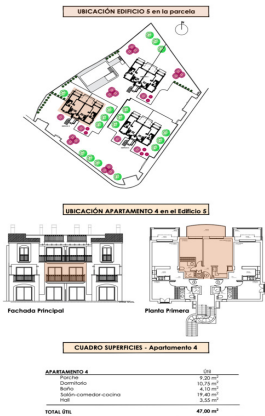 UBICACIÓN EDIFICIO 5 en la parcela
UBICACIÓN APARTAMENTO 4 en el Edificio 5
Fachada Principal
Planta Primera
CUADRO SUPERFICIES - Apartamento 4
APARTAMENTO 4 Útil
Porche 9,20 m²
Dormitorio 10,75 m²
Baño 4,10 m²
Salón-comedor-cocina 19,40 m²
Hall 3,55 m²
TOTAL ÚTIL 47,00 m²